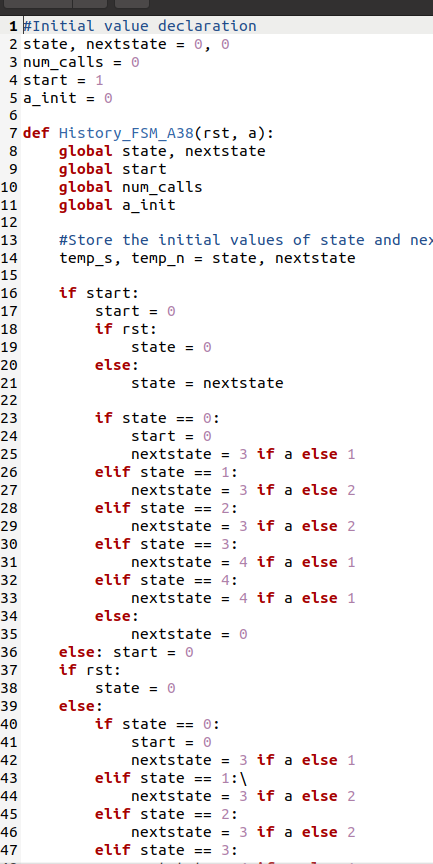 1 #Initial value declaration
2 state, nextstate = 0, 0
3 num_calls = 0
4 start = 1
5 a_init = 0
6
7 def History_FSM_A38(rst, a):
8     global state, nextstate
9     global start
10     global num_calls
11     global a_init
12
13     #Store the initial values of state and nex
14     temp_s, temp_n = state, nextstate
15
16     if start:
17         start = 0
18         if rst:
19             state = 0
20         else:
21             state = nextstate
22
23         if state == 0:
24             start = 0
25             nextstate = 3 if a else 1
26         elif state == 1:
27             nextstate = 3 if a else 2
28         elif state == 2:
29             nextstate = 3 if a else 2
30         elif state == 3:
31             nextstate = 4 if a else 1
32         elif state == 4:
33             nextstate = 4 if a else 1
34         else:
35             nextstate = 0
36     else: start = 0
37     if rst:
38         state = 0
39     else:
40         if state == 0:
41             start = 0
42             nextstate = 3 if a else 1
43         elif state == 1:\
44             nextstate = 3 if a else 2
45         elif state == 2:
46             nextstate = 3 if a else 2
47         elif state == 3: